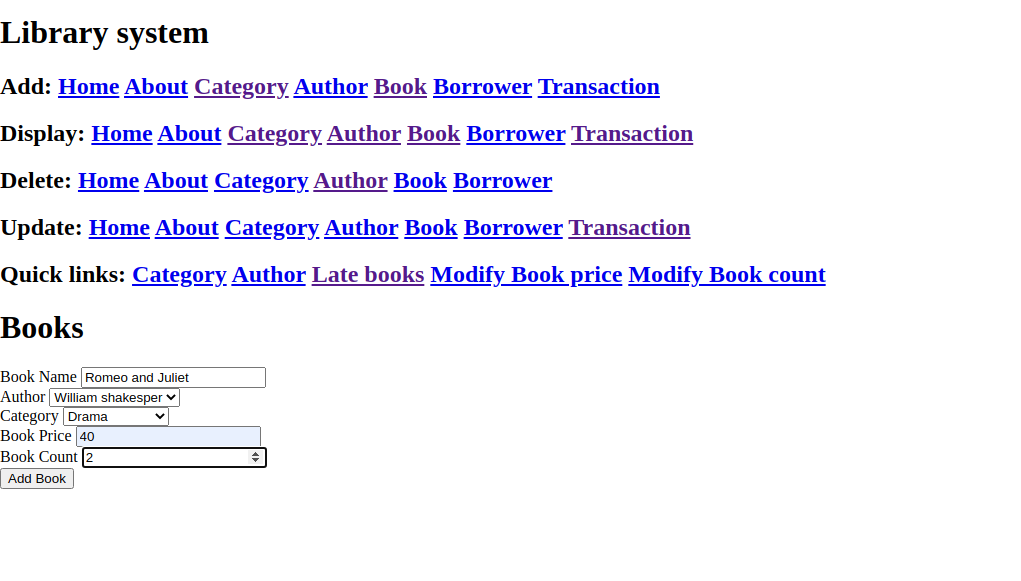 Library system
Add: Home About Category Author Book Borrower Transaction
Display: Home About Category Author Book Borrower Transaction
Delete: Home About Category Author Book Borrower
Update: Home About Category Author Book Borrower Transaction
Quick links: Category Author Late books Modify Book price Modify Book count
Books
Book Name Romeo and Juliet
Author William shakesper
Category Drama
Book Price 40
Book Count 2
Add Book